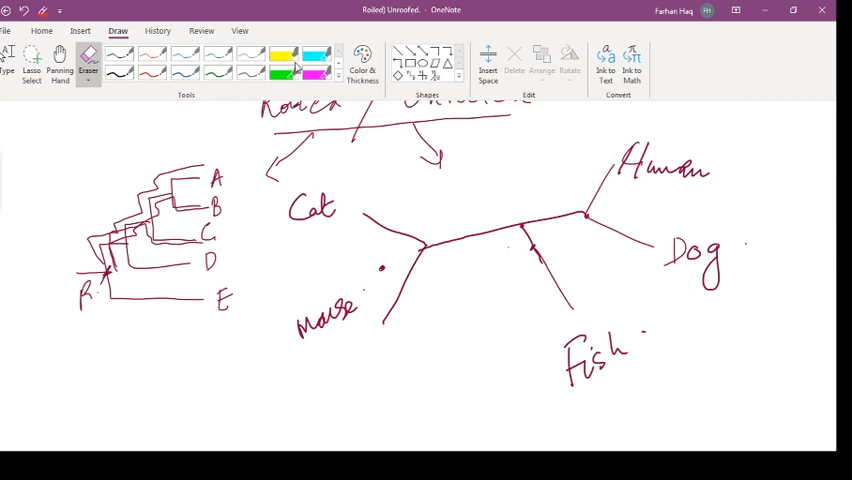 Roiled) Unroofed. - OneNote
Farhan Haq
FH
File
Home
Insert
Draw
History
Review
View
Type
Lasso Select
Panning Hand
Eraser
Color & Thickness
Insert Space
Arrange
Rotate
Ink to Text
Ink to Math
Tools
Shapes
Edit
Convert
Human
Cat
A
B
C
D
Dog
R
E
mouse
Fish